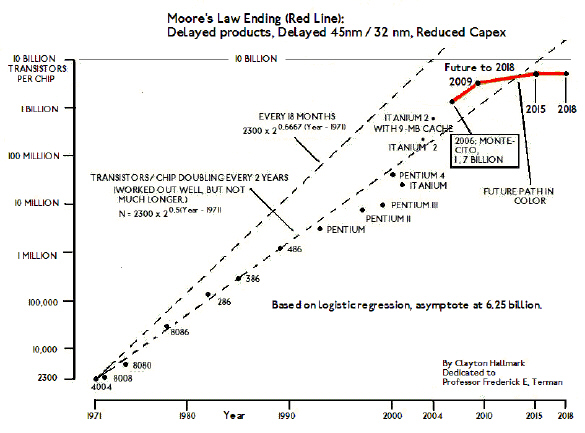 Moore's Law Ending (Red Line):
Delayed products, Delayed 45nm / 32 nm, Reduced Capex
10 BILLION
TRANSISTORS
PER CHIP
10 BILLION
Future to 2018
2009
2015
2018
1 BILLION
EVERY 18 MONTHS
2300 x 2^0.6667 (Year - 1971)
ITANIUM 2
WITH 9-MB CACHE
ITANIUM 2
2006; MONTE-
CITO,
1,7 BILLION
100 MILLION
TRANSISTORS/ CHIP DOUBLING EVERY 2 YEARS
(WORKED OUT WELL, BUT NOT
MUCH LONGER.)
N = 2300 x 2^0.5(Year - 1971)
PENTIUM 4
ITANIUM
FUTURE PATH IN
COLOR
10 MILLION
PENTIUM III
PENTIUM II
PENTIUM
1 MILLION
486
386
100,000
286
Based on logistic regression, asymptote at 6,25 billion.
8086
10,000
8080
8008
2300
4004
By Clayton Hallmark
Dedicated to
Professor Frederick E, Terman
1971
1980
Year
1990
2000
2004
2010
2015
2018